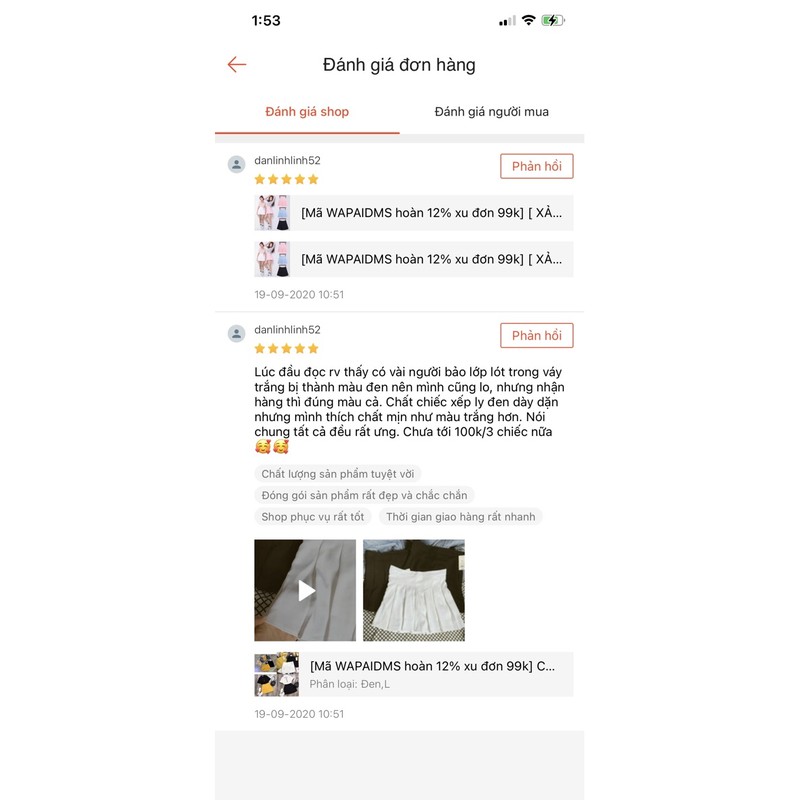 1:53
Đánh giá đơn hàng
Đánh giá shop
Đánh giá người mua
danlinhlinh52
Phản hồi
[Mã WAPAIDMS hoàn 12% xu đơn 99k] [ XẢ...
[Mã WAPAIDMS hoàn 12% xu đơn 99k] [ XẢ...
19-09-2020 10:51
danlinhlinh52
Phản hồi
Lúc đầu đọc rv thấy có vài người bảo lớp lót trong váy
trắng bị thành màu đen nên mình cũng lo, nhưng nhận
hàng thì đúng màu cả. Chất chiếc xếp ly đen dày dặn
nhưng mình thích chất mịn như màu trắng hơn. Nói
chung tất cả đều rất ưng. Chưa tới 100k/3 chiếc nữa
🥰🥰
Chất lượng sản phẩm tuyệt vời
Đóng gói sản phẩm rất đẹp và chắc chắn
Shop phục vụ rất tốt
Thời gian giao hàng rất nhanh
[Mã WAPAIDMS hoàn 12% xu đơn 99k] C...
Phân loại: Đen,L
19-09-2020 10:51